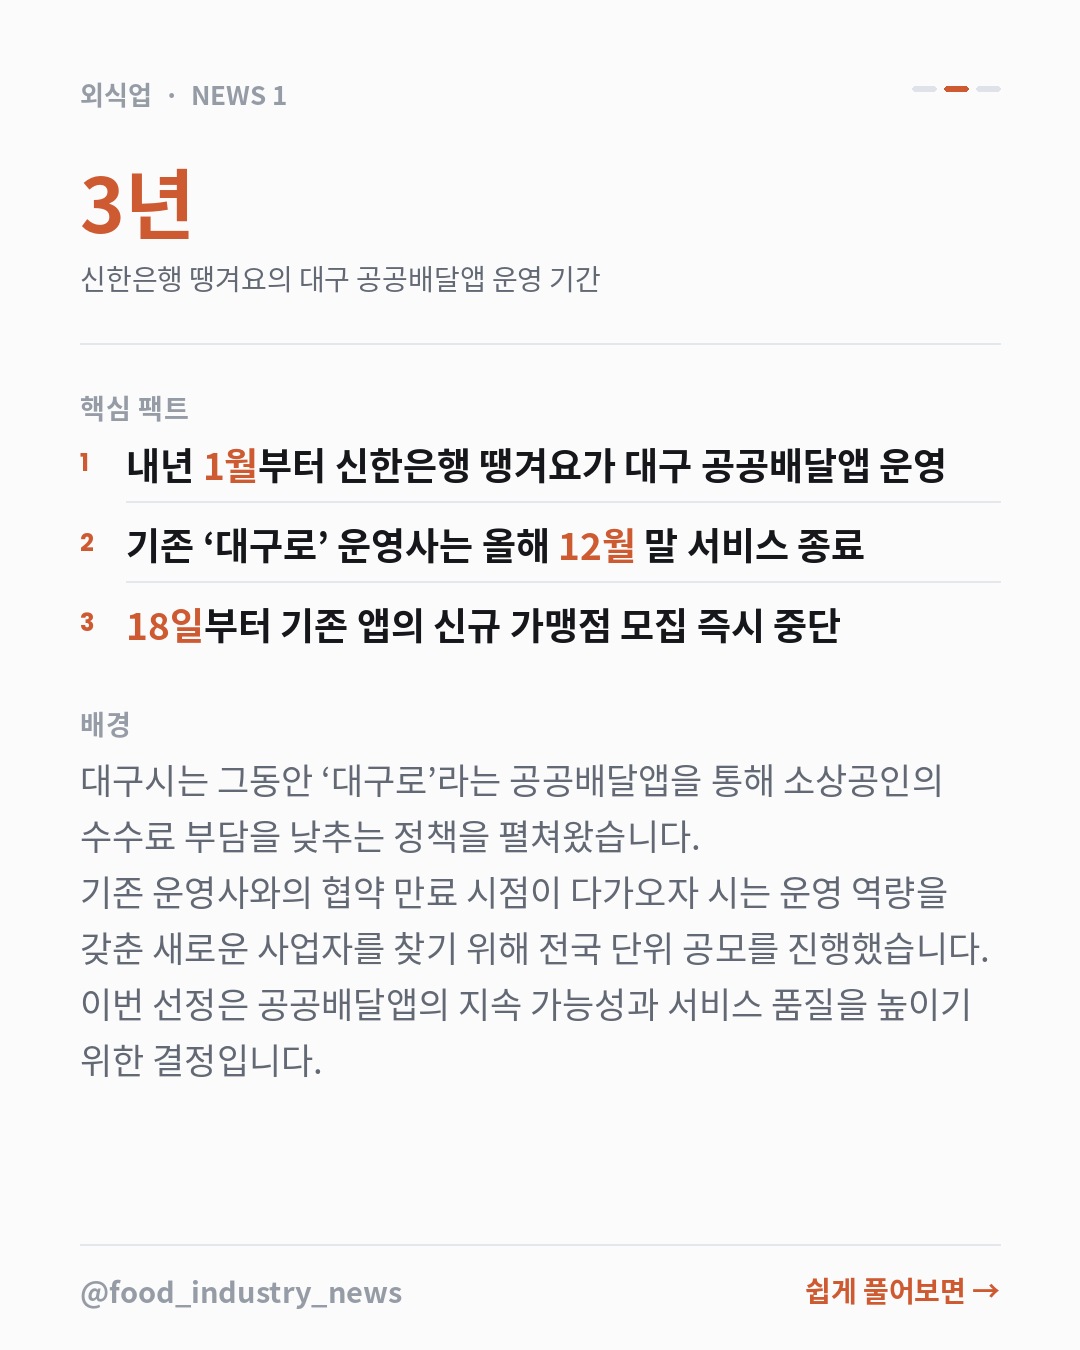 외식업 · NEWS 1
3년
신한은행 땡겨요의 대구 공공배달앱 운영 기간
핵심 팩트
1 내년 1월부터 신한은행 땡겨요가 대구 공공배달앱 운영
2 기존 ‘대구로’ 운영사는 올해 12월 말 서비스 종료
3 18일부터 기존 앱의 신규 가맹점 모집 즉시 중단
배경
대구시는 그동안 ‘대구로’라는 공공배달앱을 통해 소상공인의
수수료 부담을 낮추는 정책을 펼쳐왔습니다.
기존 운영사와의 협약 만료 시점이 다가오자 시는 운영 역량을
갖춘 새로운 사업자를 찾기 위해 전국 단위 공모를 진행했습니다.
이번 선정은 공공배달앱의 지속 가능성과 서비스 품질을 높이기
위한 결정입니다.
@food_industry_news
쉽게 풀어보면 →